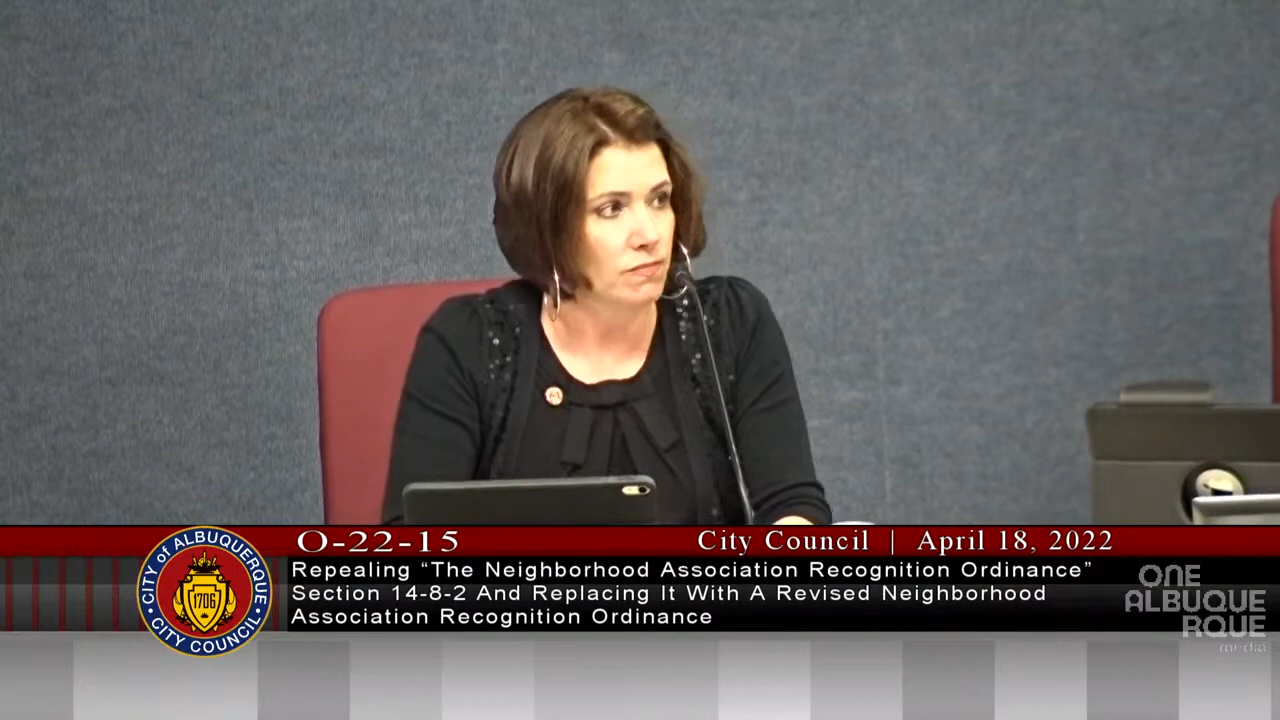 O-22-15
City Council | April 18, 2022
Repealing “The Neighborhood Association Recognition Ordinance”
Section 14-8-2 And Replacing It With A Revised Neighborhood
Association Recognition Ordinance
CITY of ALBUQUERQUE
1706
CITY COUNCIL
ONE
ALBUQUE
RQUE
media